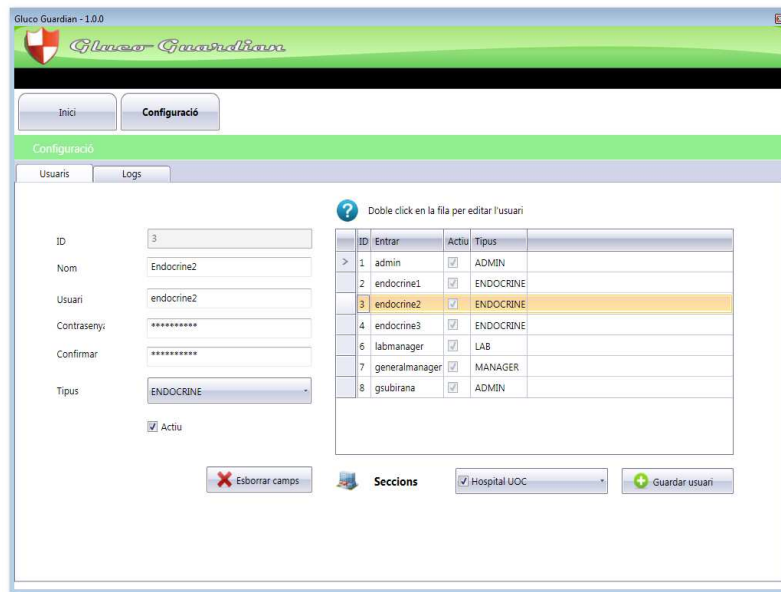 Gluco Guardian - 1.0.0
Gluco-Guardian
Inici
Configuració
Configuració
Usuaris
Logs
Doble click en la fila per editar l'usuari
ID
3
Nom
Endocrine2
Usuari
endocrine2
Contrasenya
**********
Confirmar
**********
Tipus
ENDOCRINE
Actiu
Esborrar camps
ID Entrar Actiu Tipus
1 admin ADMIN
2 endocrine1 ENDOCRINE
3 endocrine2 ENDOCRINE
4 endocrine3 ENDOCRINE
6 labmanager LAB
7 generalmanager MANAGER
8 gsubirana ADMIN
Seccions
Hospital UOC
Guardar usuari